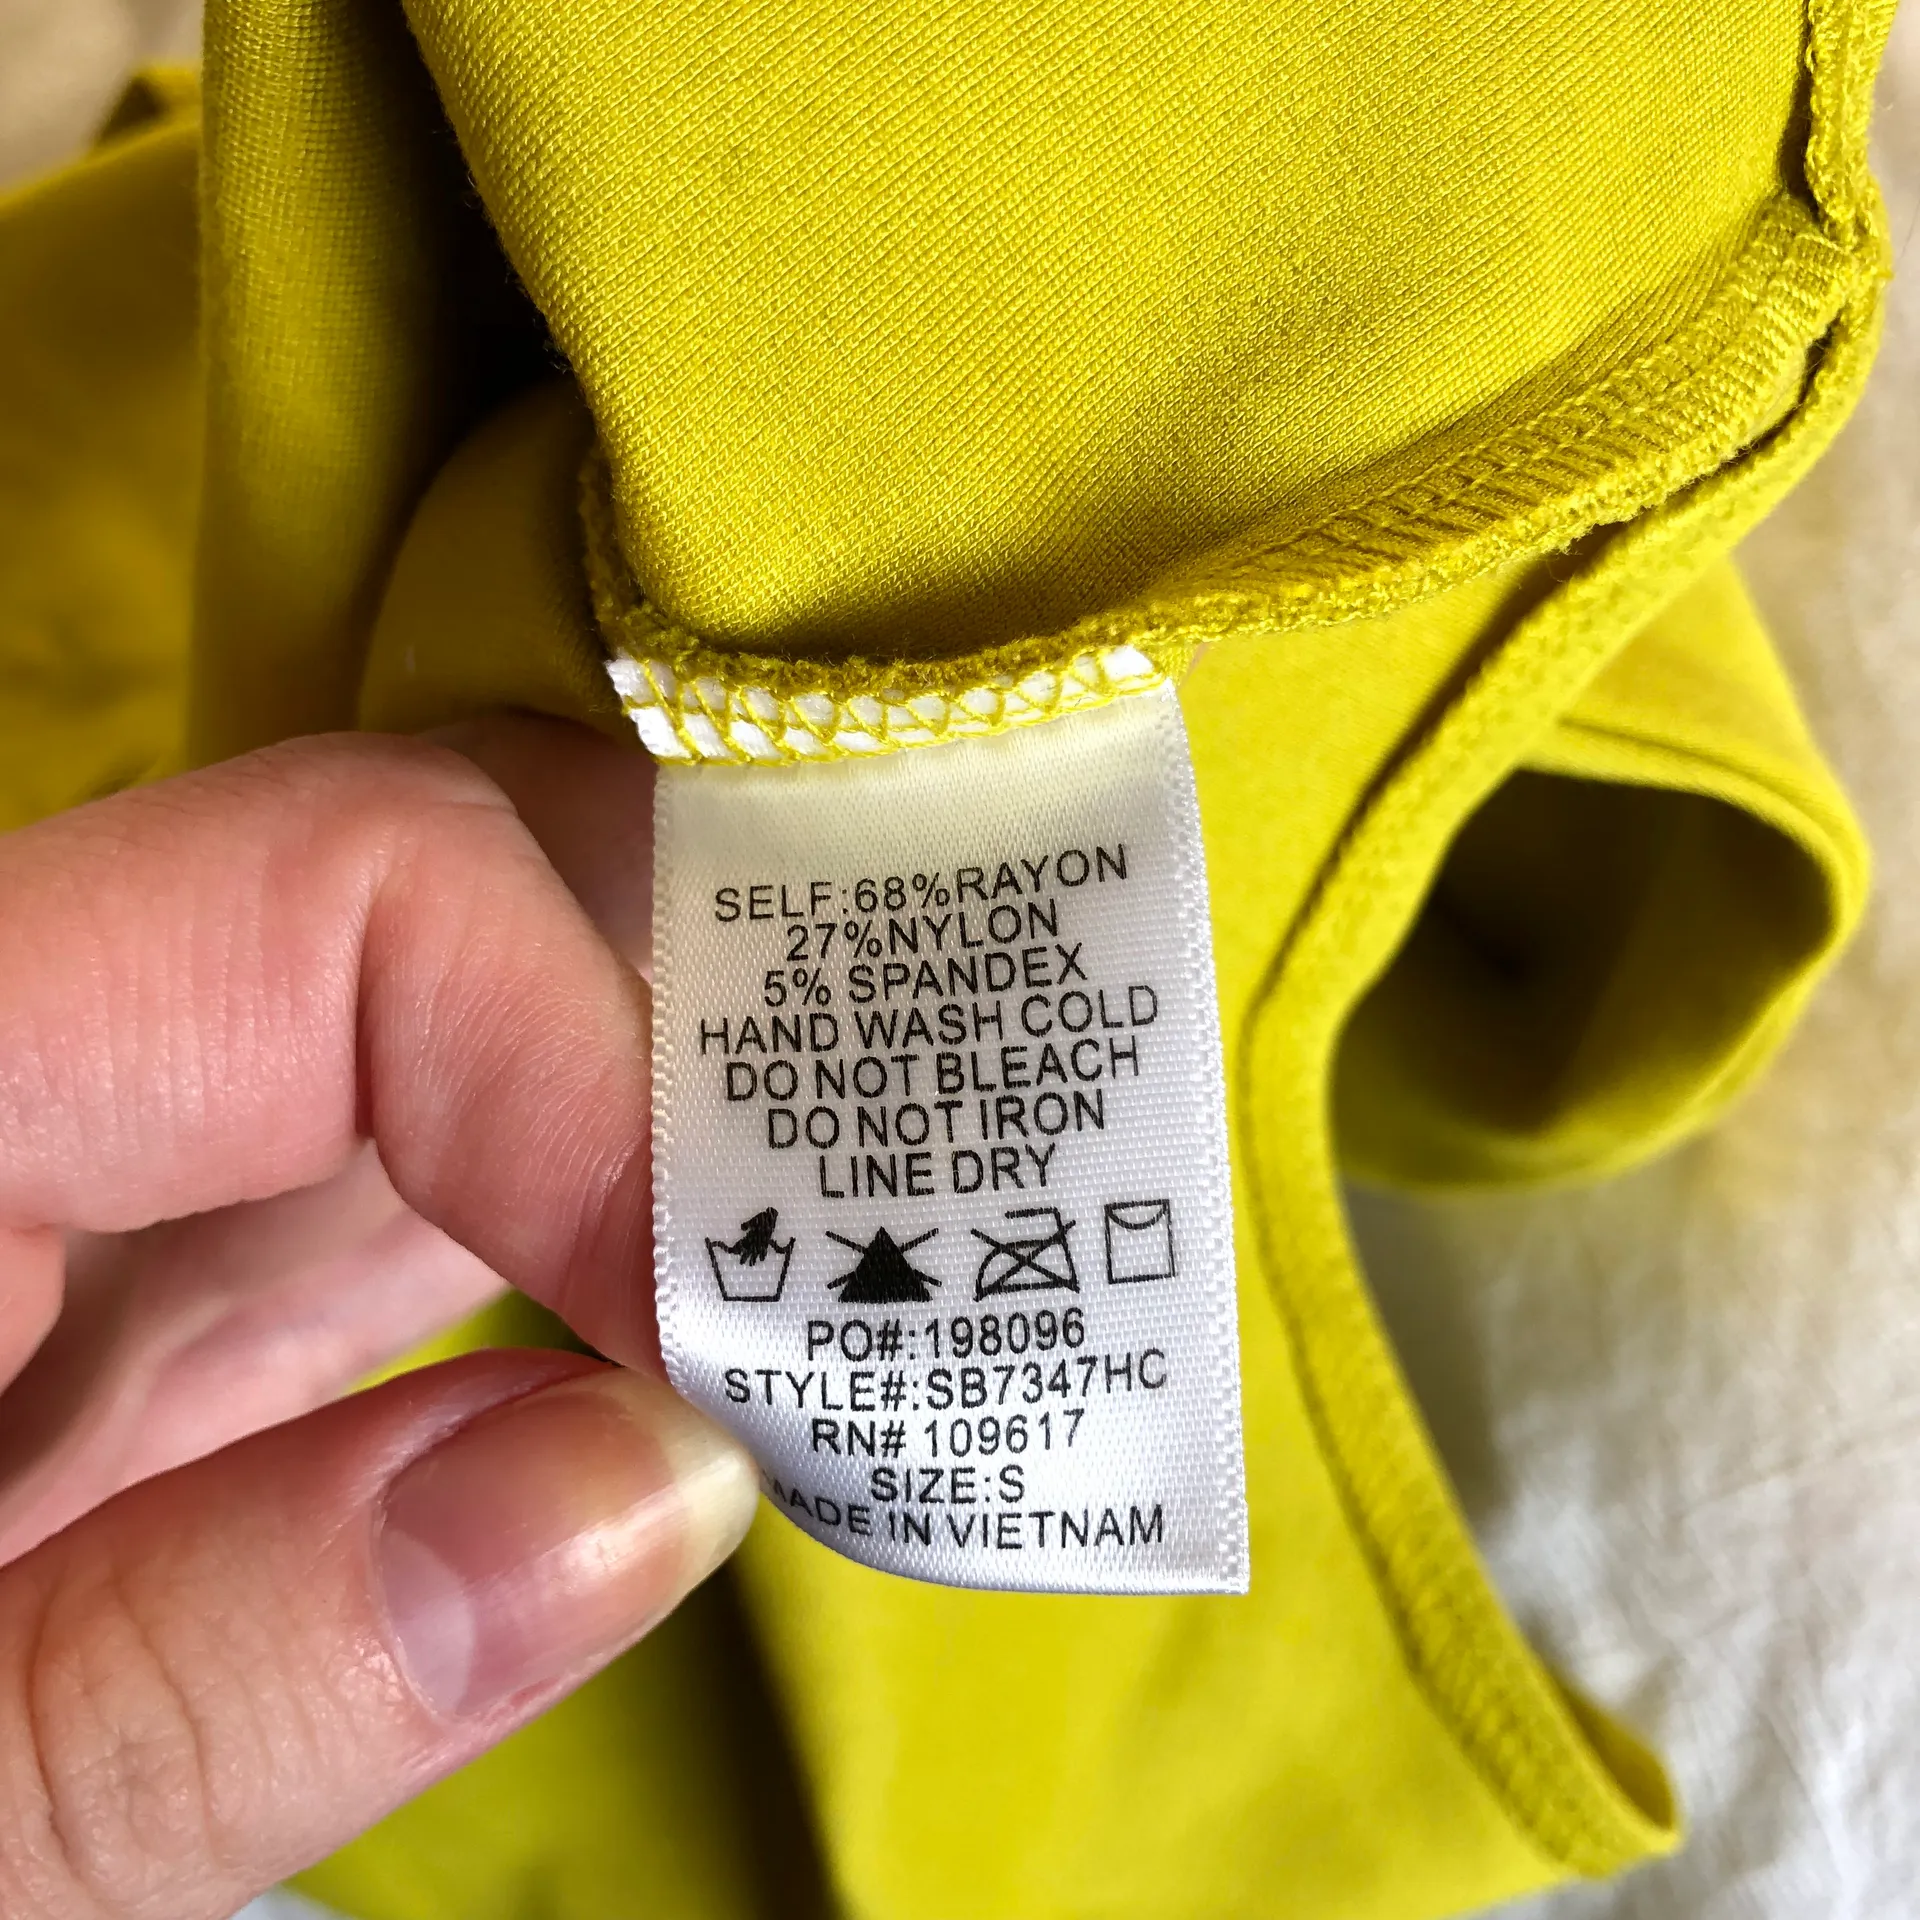 SELF:68%RAYON
27%NYLON
5% SPANDEX
HAND WASH COLD
DO NOT BLEACH
DO NOT IRON
LINE DRY
PO#:198096
STYLE#:SB7347HC
RN# 109617
SIZE:S
MADE IN VIETNAM